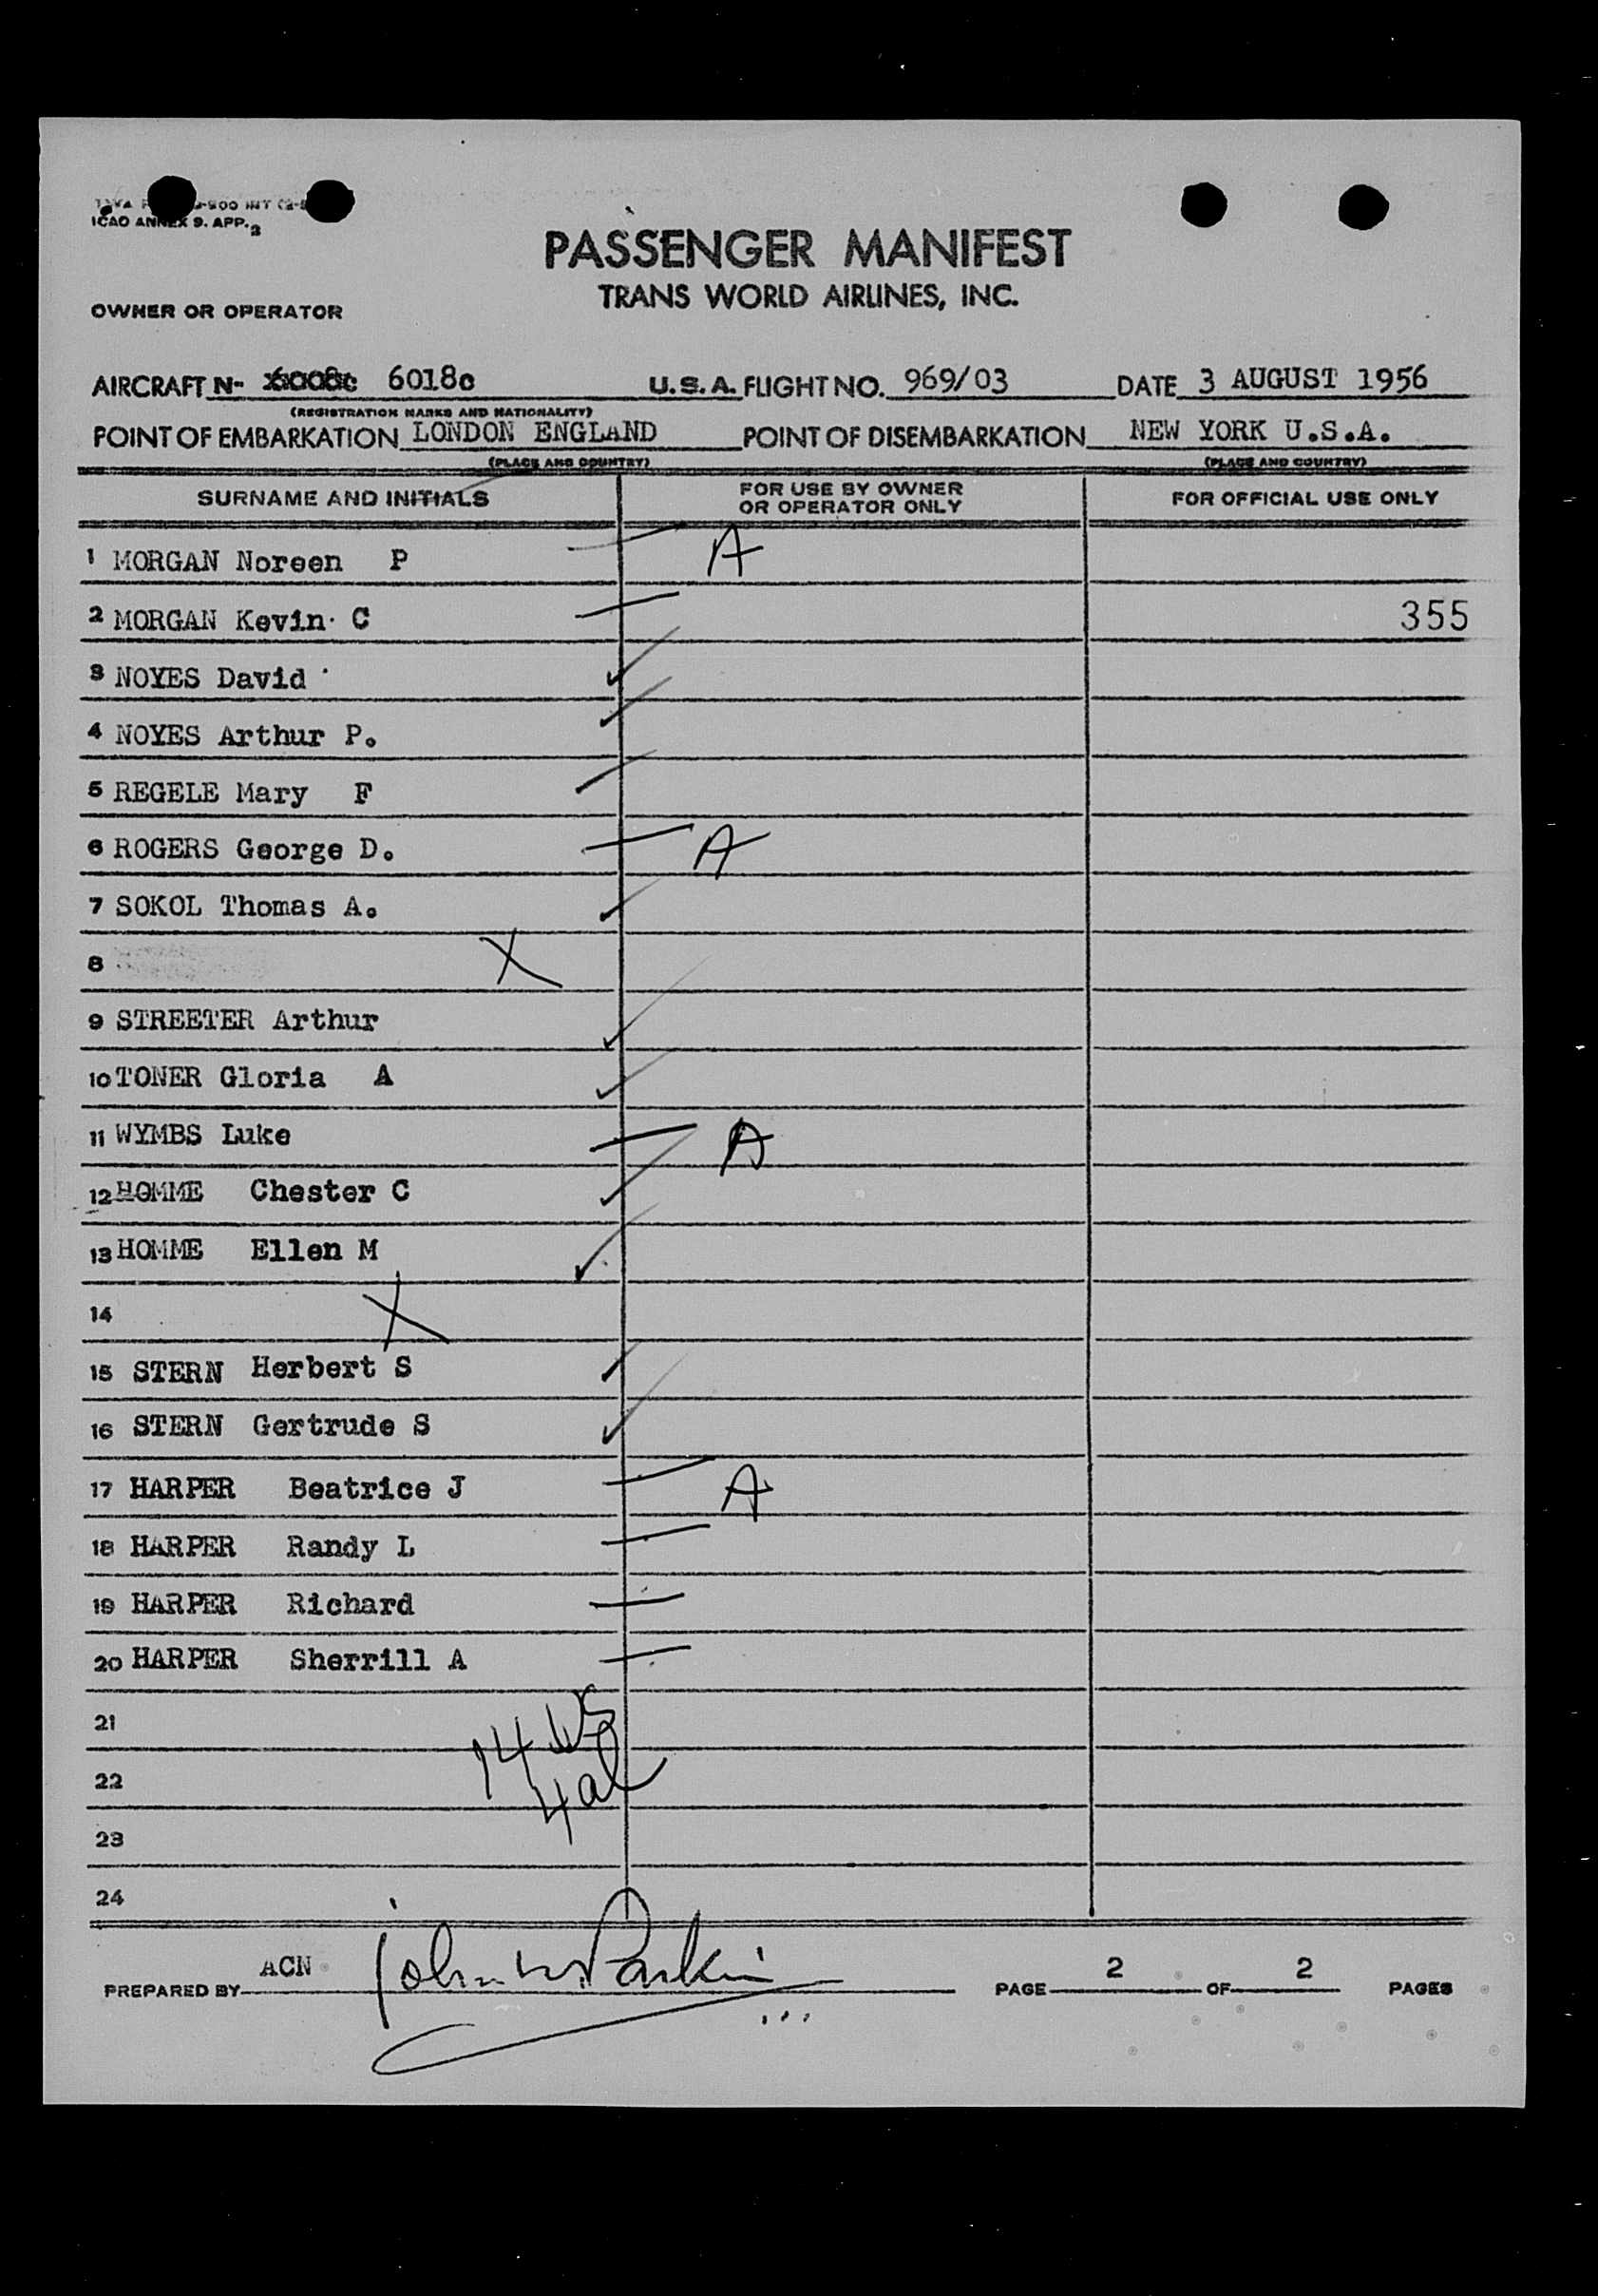 ICAO ANNEX 9. APP. 2
PASSENGER MANIFEST
TRANS WORLD AIRLINES, INC.
OWNER OR OPERATOR
AIRCRAFT N- 6008c 6018c U.S.A. FLIGHT NO. 969/03 DATE 3 AUGUST 1956
(REGISTRATION MARKS AND NATIONALITY)
POINT OF EMBARKATION LONDON ENGLAND POINT OF DISEMBARKATION NEW YORK U.S.A.
(PLACE AND COUNTRY) (PLACE AND COUNTRY)
SURNAME AND INITIALS FOR USE BY OWNER OR OPERATOR ONLY FOR OFFICIAL USE ONLY
1 MORGAN Noreen P A
2 MORGAN Kevin C 355
3 NOYES David
4 NOYES Arthur P.
5 REGELE Mary F
6 ROGERS George D. A
7 SOKOL Thomas A.
8 X
9 STREETER Arthur
10 TONER Gloria A
11 WYMBS Luke A
12 HOMME Chester C
13 HOMME Ellen M
14 X
15 STERN Herbert S
16 STERN Gertrude S
17 HARPER Beatrice J A
18 HARPER Randy L
19 HARPER Richard
20 HARPER Sherrill A
21 14 US
22 4 al
23
24
PREPARED BY ACN PAGE 2 OF 2 PAGES